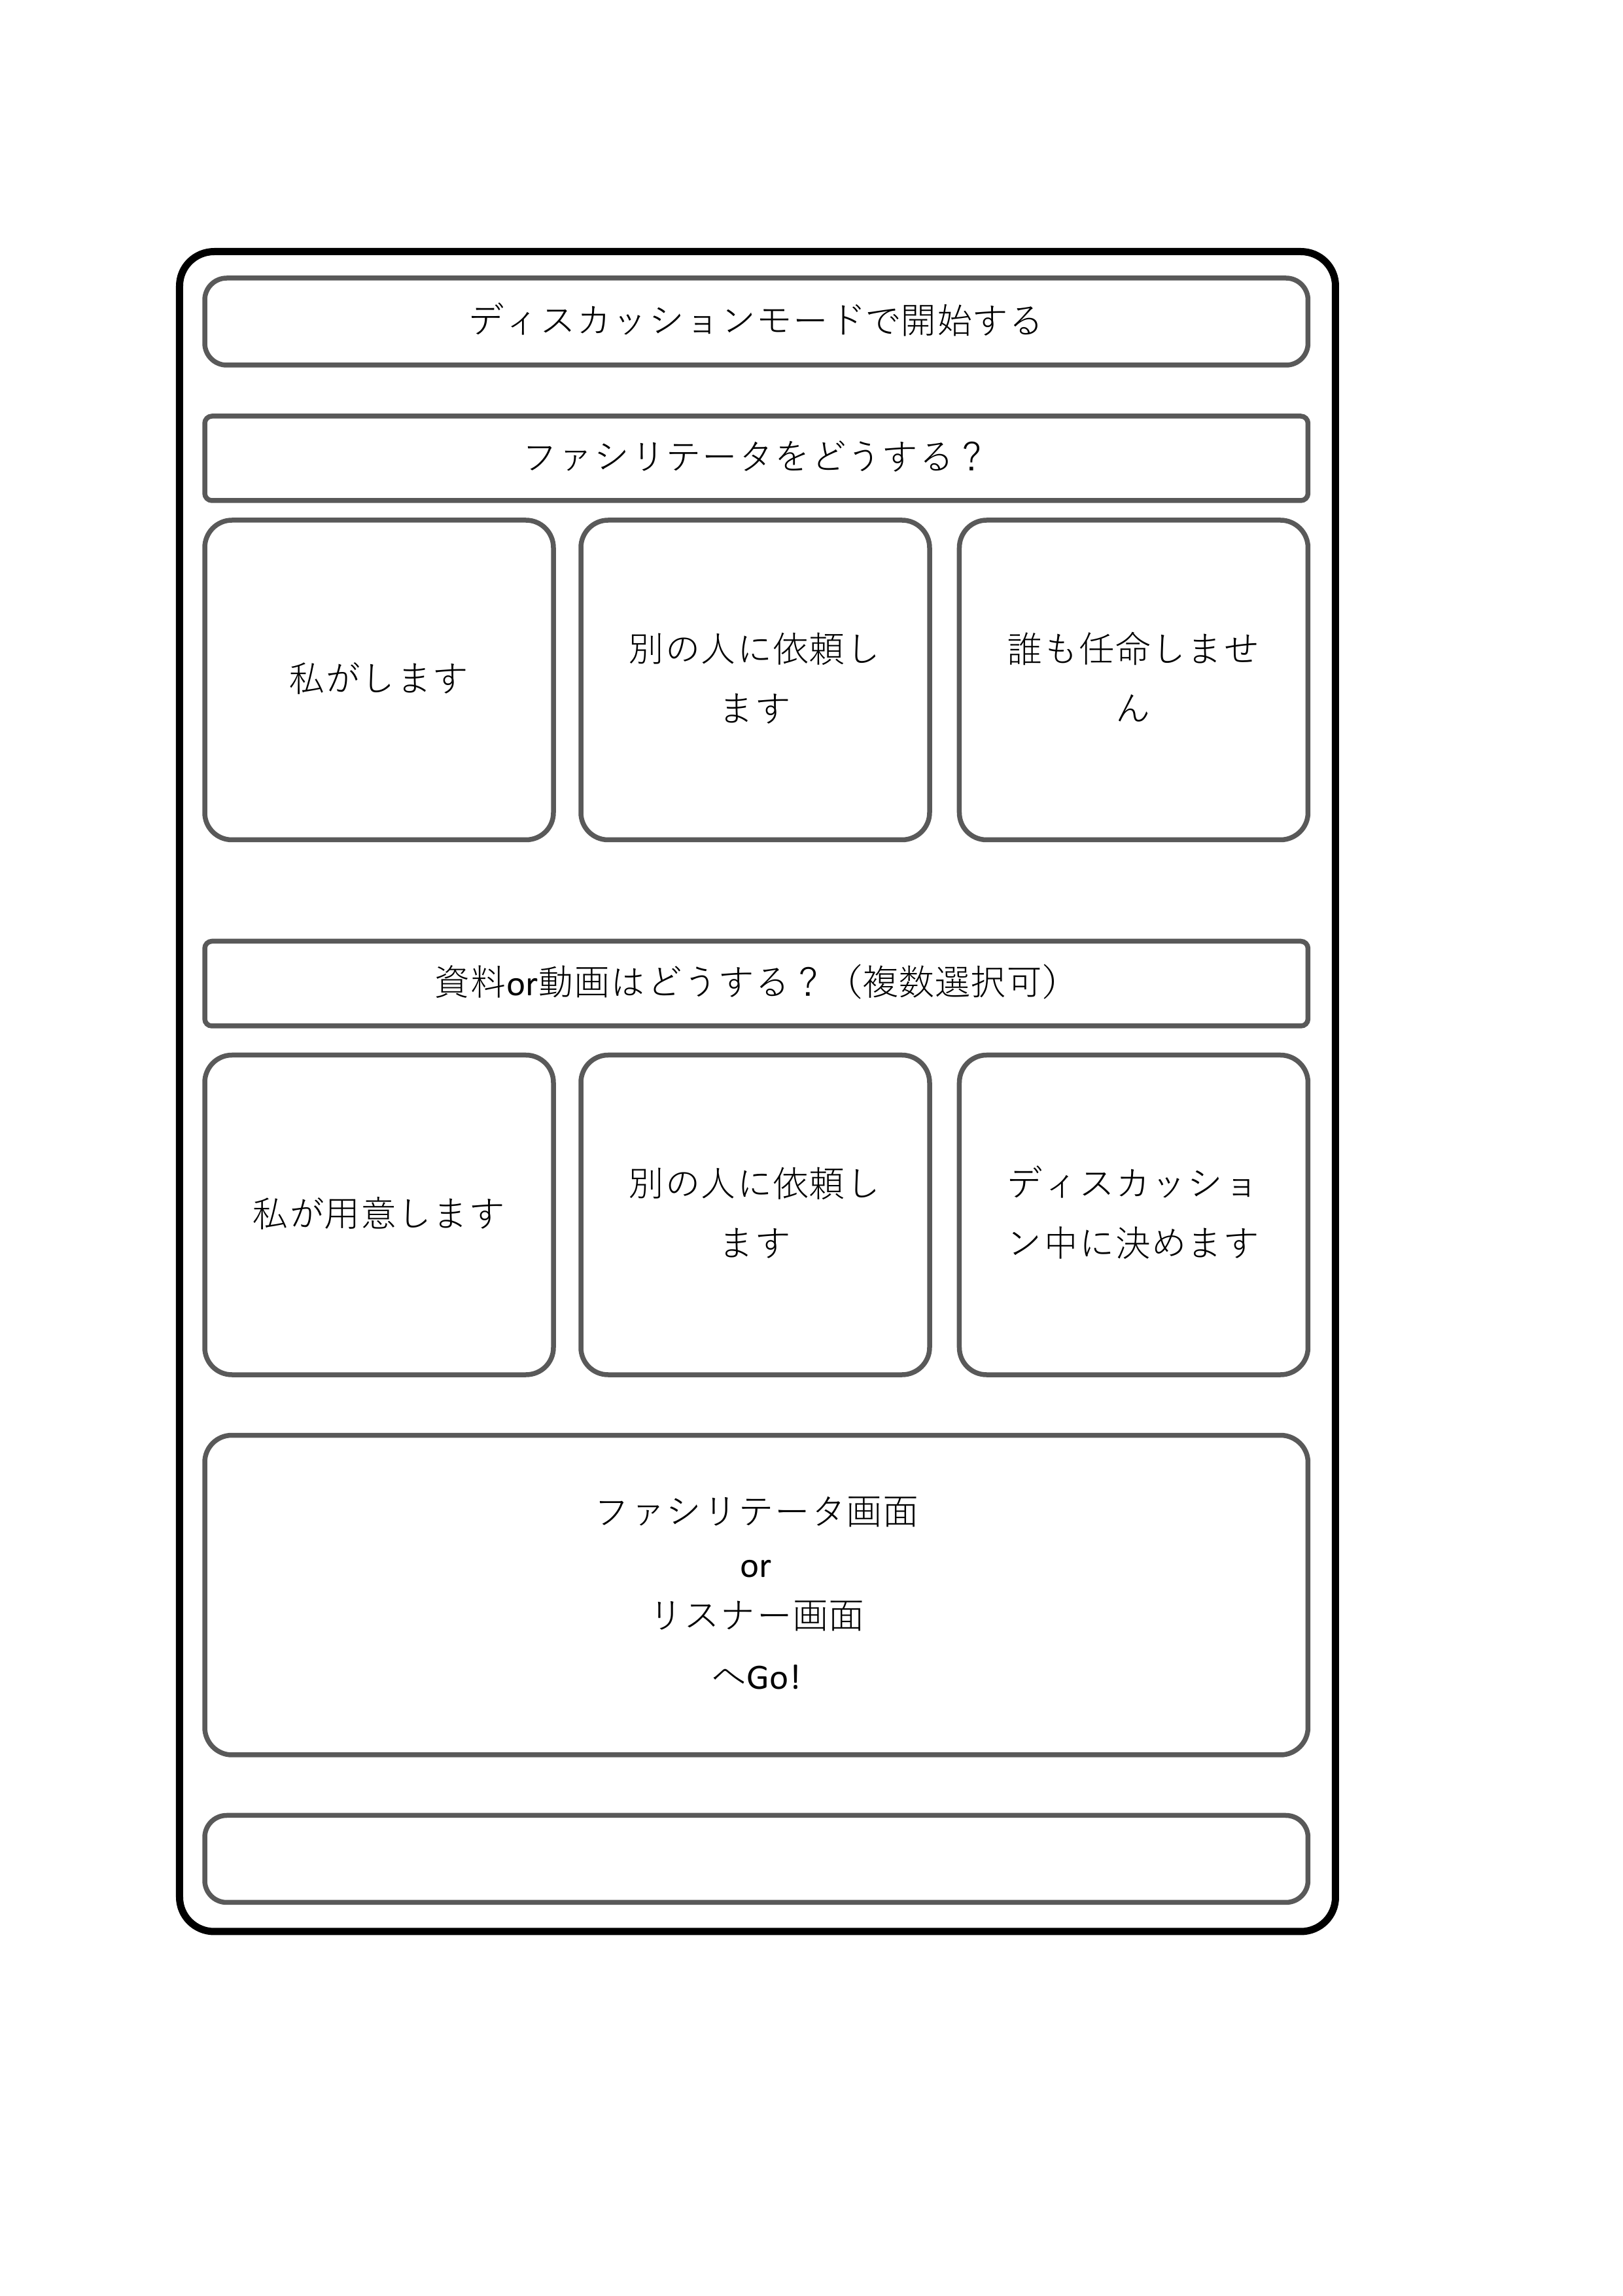 ディスカッションモードで開始する
ファシリテータをどうする？
私がします
別の人に依頼し
ます
誰も任命しませ
ん
資料or動画はどうする？（複数選択可）
私が用意します
別の人に依頼し
ます
ディスカッショ
ン中に決めます
ファシリテータ画面
or
リスナー画面
へGo!